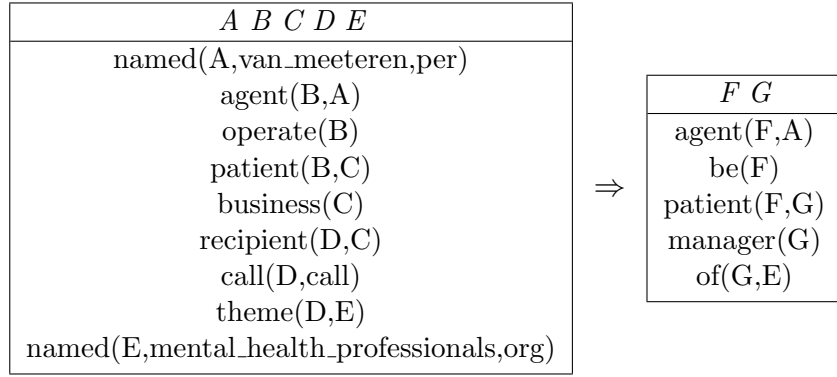 A B C D E
named(A,van_meeteren,per)
agent(B,A)
operate(B)
patient(B,C)
business(C)
recipient(D,C)
call(D,call)
theme(D,E)
named(E,mental_health_professionals,org)
⇒
F G
agent(F,A)
be(F)
patient(F,G)
manager(G)
of(G,E)